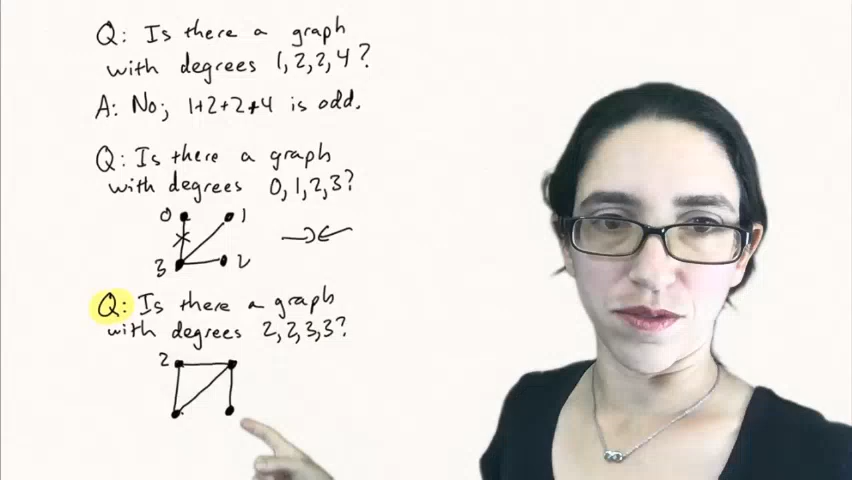 Q: Is there a graph
with degrees 1, 2, 2, 4?
A: No; 1+2+2+4 is odd.
Q: Is there a graph
with degrees 0, 1, 2, 3?
0 1
3 2
Q: Is there a graph
with degrees 2, 2, 3, 3?
2